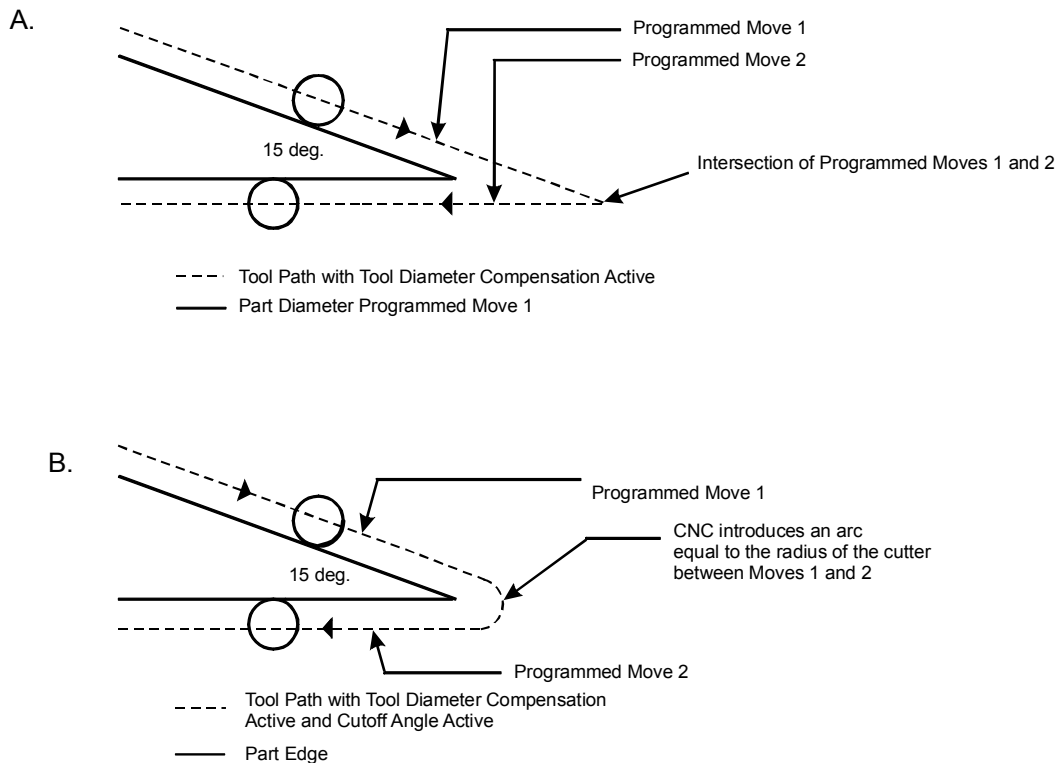 A.
Programmed Move 1
Programmed Move 2
15 deg.
Intersection of Programmed Moves 1 and 2
Tool Path with Tool Diameter Compensation Active
Part Diameter Programmed Move 1
B.
Programmed Move 1
CNC introduces an arc
equal to the radius of the cutter
between Moves 1 and 2
15 deg.
Programmed Move 2
Tool Path with Tool Diameter Compensation
Active and Cutoff Angle Active
Part Edge